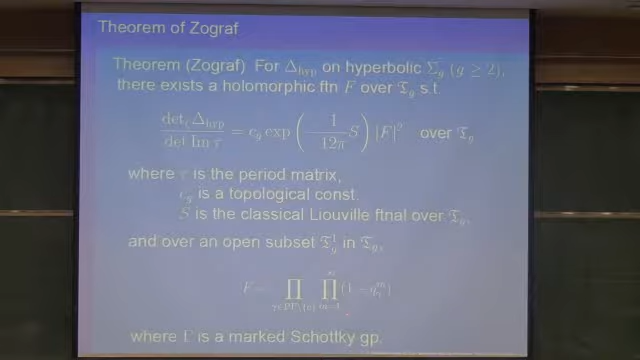 Theorem of Zograf
Theorem (Zograf) For Δ_hyp on hyperbolic Σ_g (g ≥ 2),
there exists a holomorphic ftn F over 𝔗_g s.t.
det_ζ Δ_hyp / det Im τ = c_g exp ( − 1/12π S ) |F|² over 𝔗_g
where τ is the period matrix,
c_g is a topological const.
S is the classical Liouville ftnal over 𝔗_g,
and over an open subset 𝔗_g^1 in 𝔗_g,
F = ∏_{γ∈PΓ\{e}} ∏_{m=1}^∞ (1 − q_γ^m)
where Γ is a marked Schottky gp.